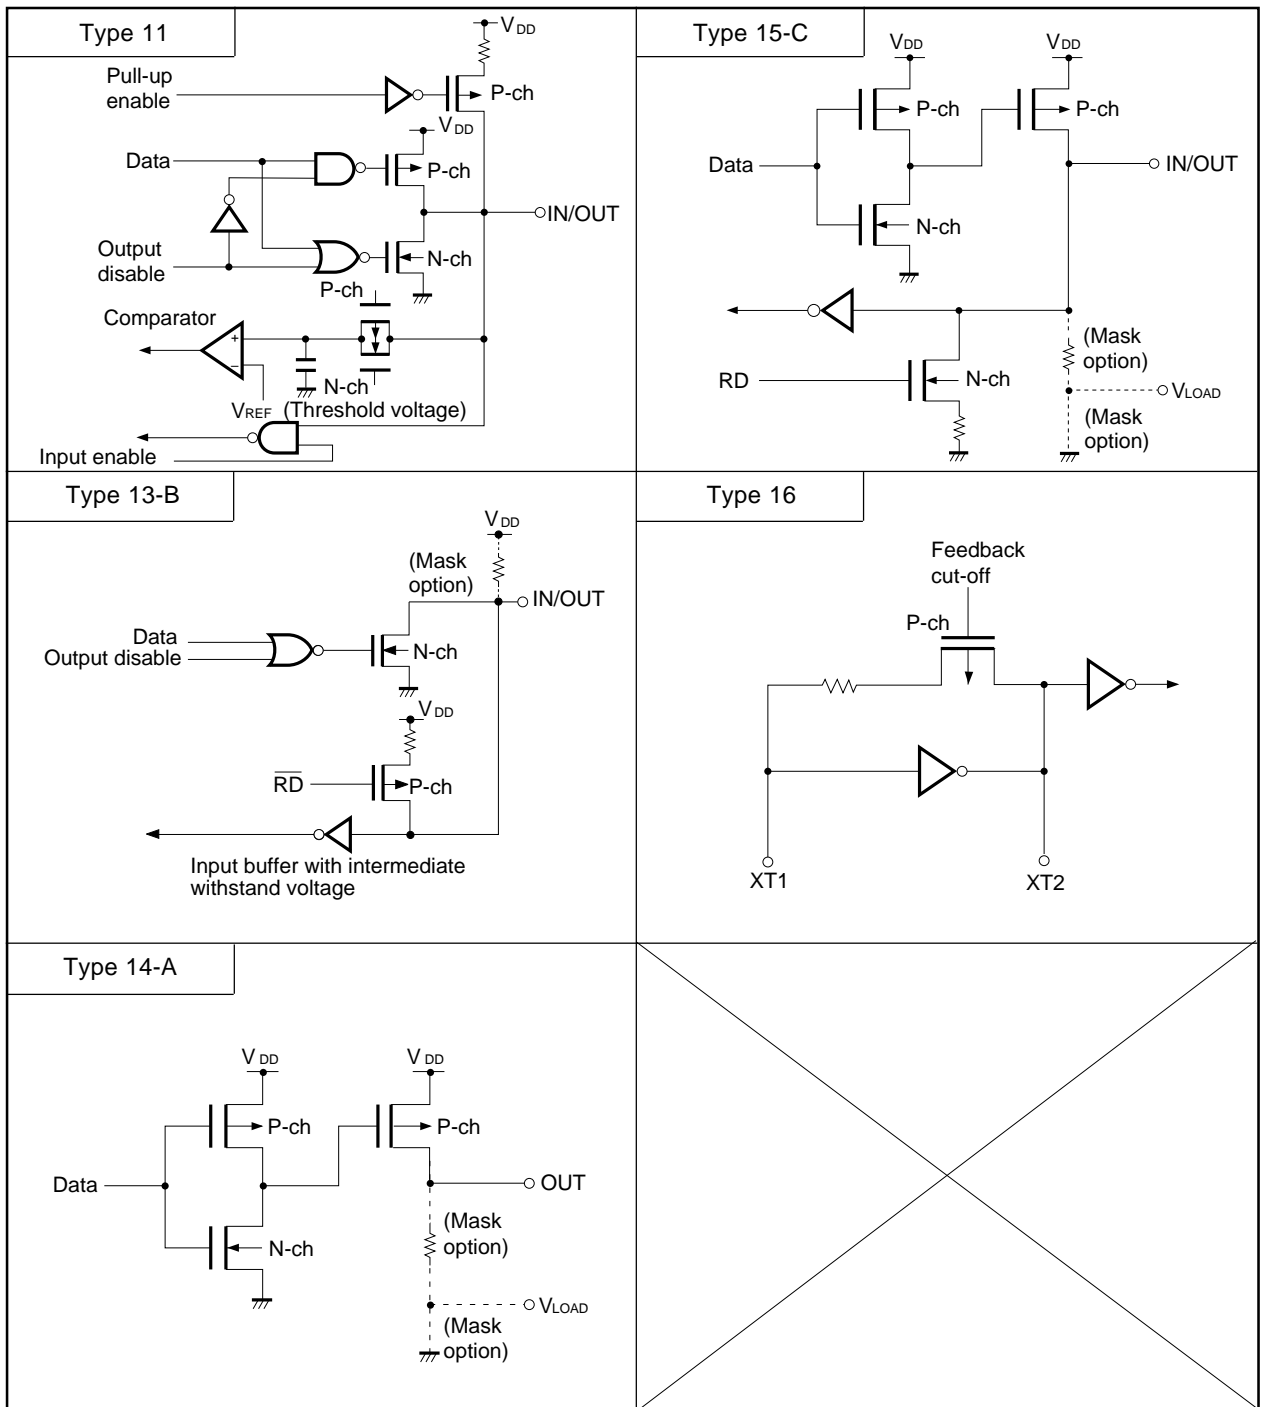 Type 11
VDD
Pull-up
enable
P-ch
VDD
Data
P-ch
IN/OUT
Output
disable
N-ch
P-ch
Comparator
+
−
N-ch
VREF (Threshold voltage)
Input enable
Type 15-C
VDD
VDD
P-ch
P-ch
Data
IN/OUT
N-ch
(Mask
option)
RD
N-ch
VLOAD
(Mask
option)
Type 13-B
VDD
(Mask
option)
IN/OUT
Data
Output disable
N-ch
VDD
RD
P-ch
Input buffer with intermediate
withstand voltage
Type 16
Feedback
cut-off
P-ch
XT1
XT2
Type 14-A
VDD
VDD
P-ch
P-ch
Data
OUT
(Mask
option)
N-ch
VLOAD
(Mask
option)